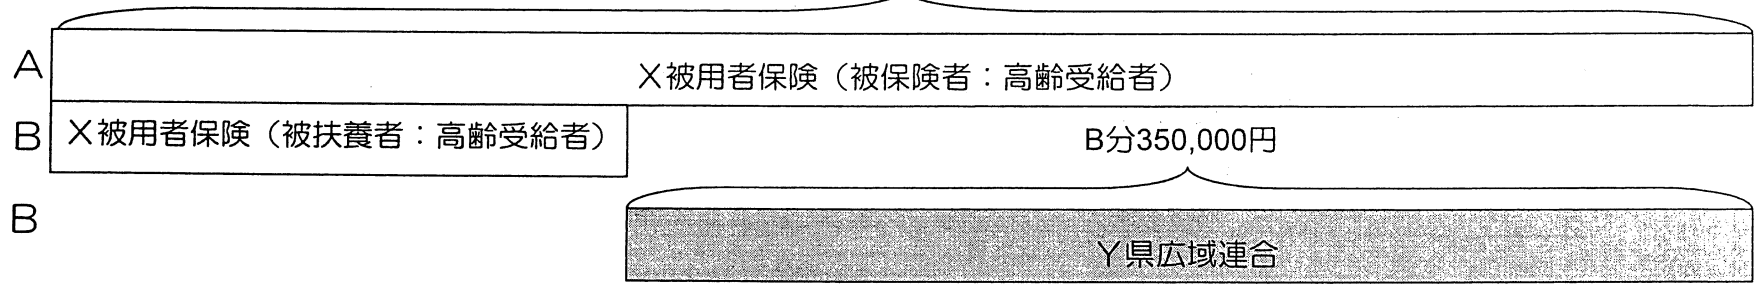 A
X被用者保険（被保険者：高齢受給者）
B
X被用者保険（被扶養者：高齢受給者）
B分350,000円
B
Y県広域連合